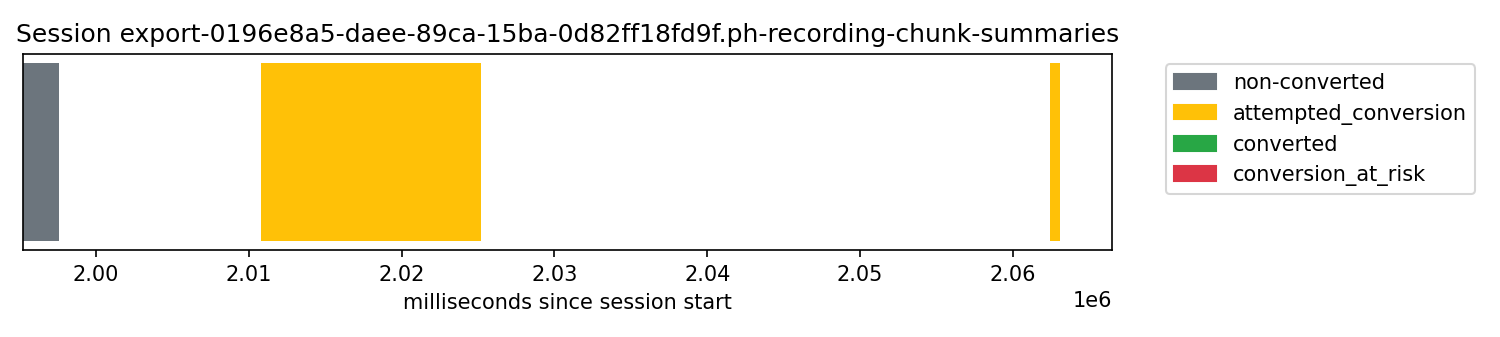 Session export-0196e8a5-daee-89ca-15ba-0d82ff18fd9f.ph-recording-chunk-summaries
non-converted
attempted_conversion
converted
conversion_at_risk
2.00 2.01 2.02 2.03 2.04 2.05 2.06
milliseconds since session start
1e6